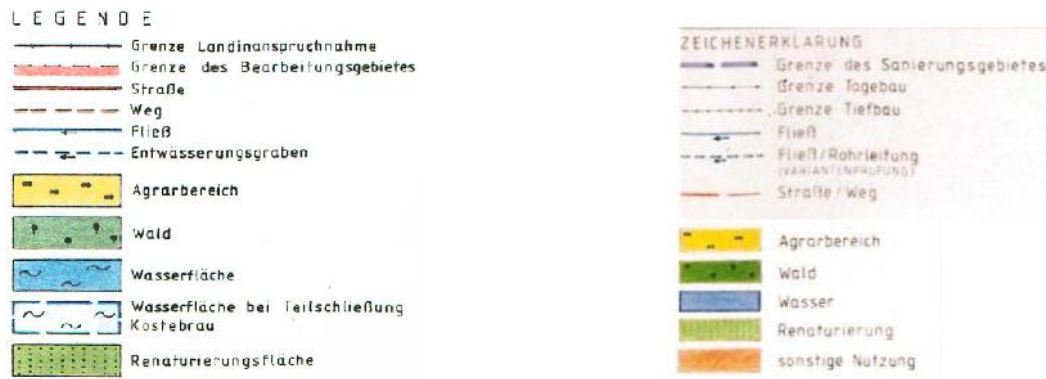 LEGENDE
Grenze Landinanspruchnahme
Grenze des Bearbeitungsgebietes
Straße
Weg
Fließ
Entwässerungsgraben
Agrarbereich
Wald
Wasserfläche
Wasserfläche bei Teilschließung
Kostebrau
Renaturierungsfläche
ZEICHENERKLÄRUNG
Grenze des Sanierungsgebietes
Grenze Tagebau
Grenze Tiefbau
Fließ
Fließ/Rohrleitung
(VARIANTENPRÜFUNG)
Straße/Weg
Agrarbereich
Wald
Wasser
Renaturierung
sonstige Nutzung